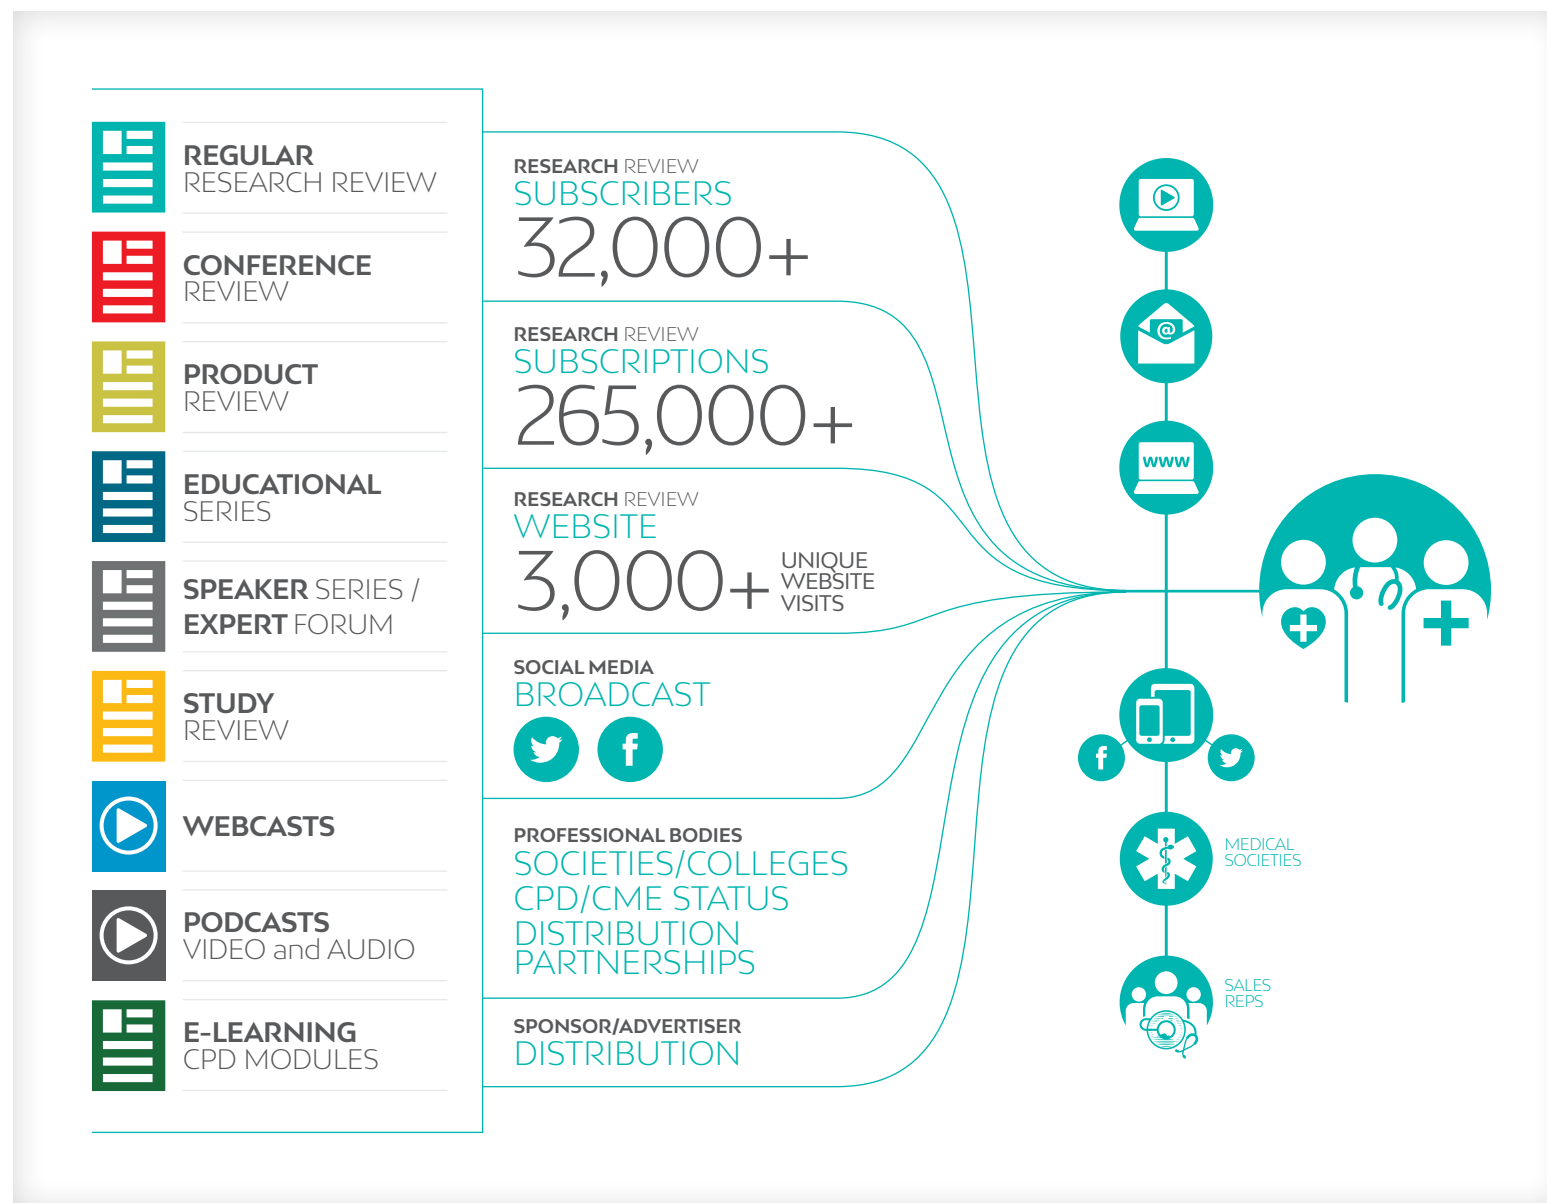 REGULAR
RESEARCH REVIEW
CONFERENCE
REVIEW
PRODUCT
REVIEW
EDUCATIONAL
SERIES
SPEAKER SERIES /
EXPERT FORUM
STUDY
REVIEW
WEBCASTS
PODCASTS
VIDEO and AUDIO
E-LEARNING
CPD MODULES
RESEARCH REVIEW
SUBSCRIBERS
32,000+
RESEARCH REVIEW
SUBSCRIPTIONS
265,000+
RESEARCH REVIEW
WEBSITE
3,000+
UNIQUE
WEBSITE
VISITS
SOCIAL MEDIA
BROADCAST
f
PROFESSIONAL BODIES
SOCIETIES/COLLEGES
CPD/CME STATUS
DISTRIBUTION
PARTNERSHIPS
SPONSOR/ADVERTISER
DISTRIBUTION
@
www
f
MEDICAL
SOCIETIES
SALES
REPS